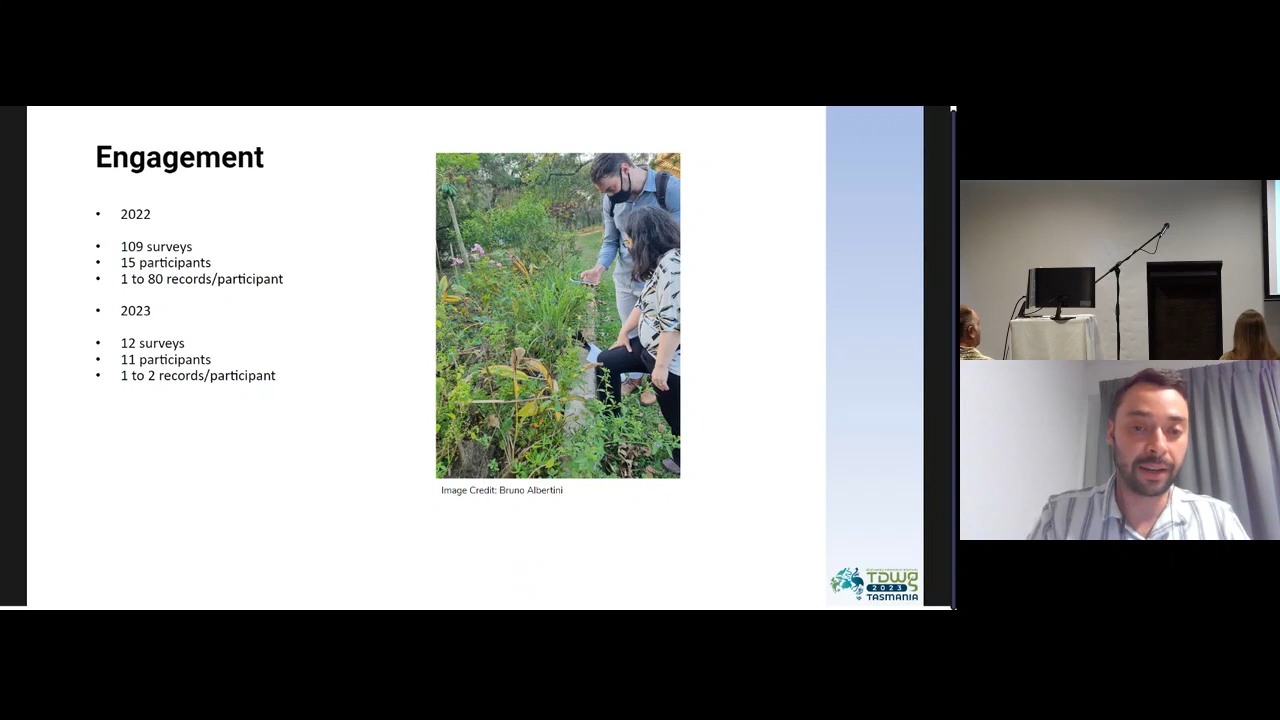 Engagement
• 2022
• 109 surveys
• 15 participants
• 1 to 80 records/participant
• 2023
• 12 surveys
• 11 participants
• 1 to 2 records/participant
Image Credit: Bruno Albertini
TDWG
2023
TASMANIA